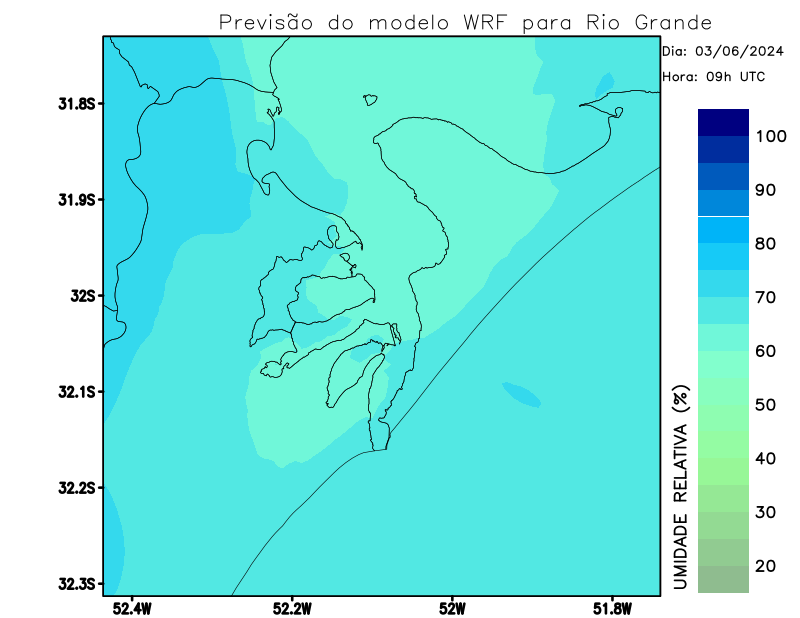 Previsão do modelo WRF para Rio Grande
Dia: 03/06/2024
Hora: 09h UTC
31.8S
31.9S
32S
32.1S
32.2S
32.3S
52.4W
52.2W
52W
51.8W
UMIDADE RELATIVA (%)
100
90
80
70
60
50
40
30
20